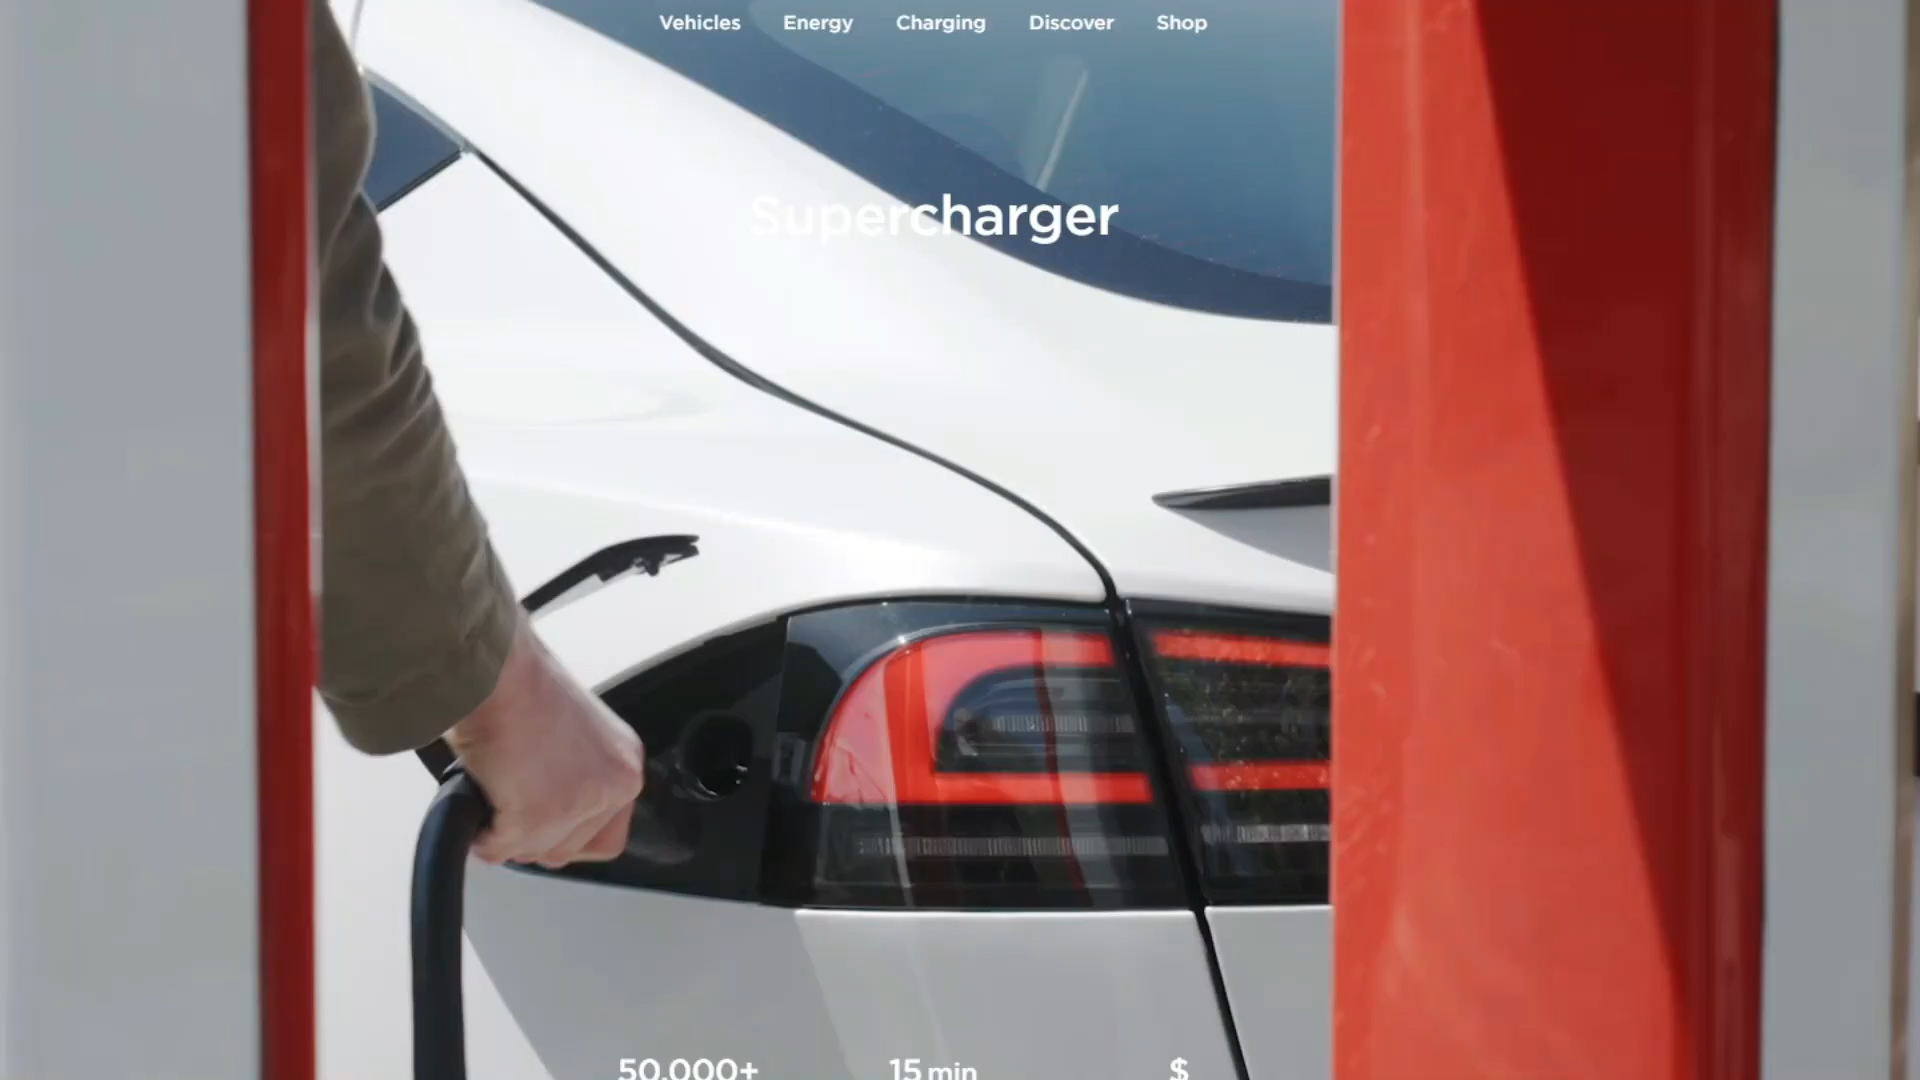 Vehicles Energy Charging Discover Shop
Supercharger
50,000+ 15 min $